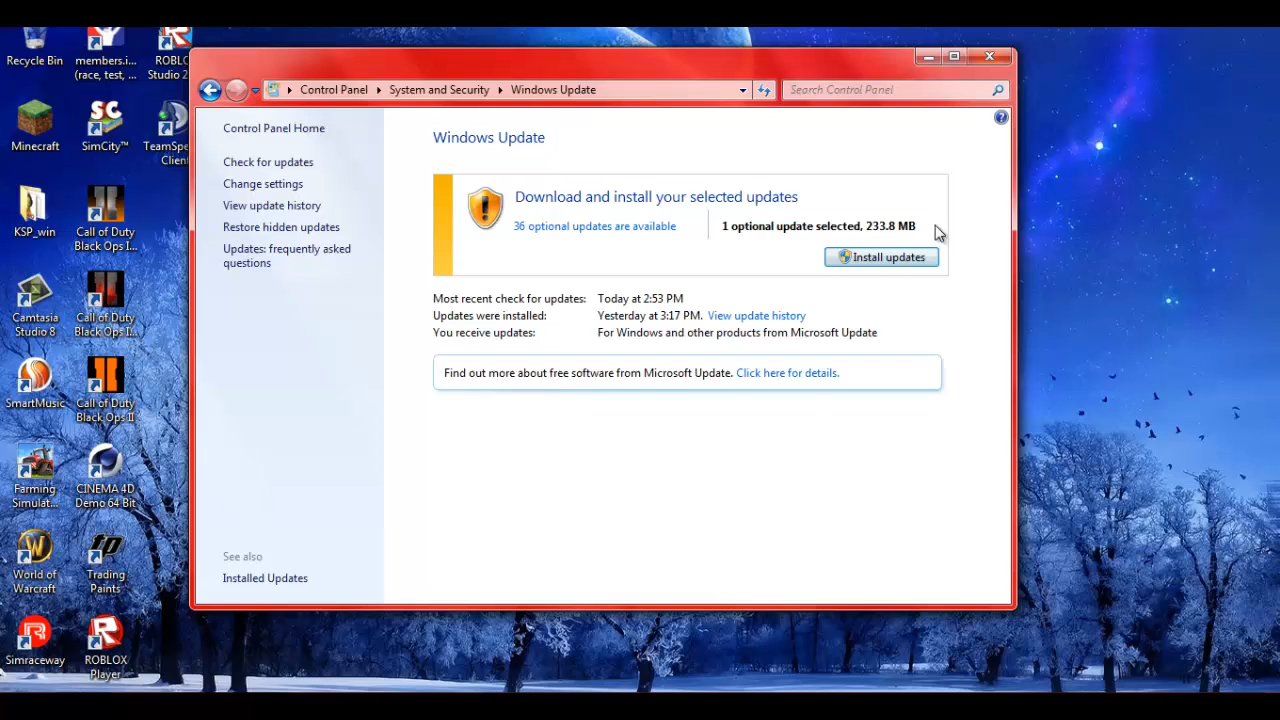 Recycle Bin
members.i...
(race, test, ...
ROBLO
Studio 2
Minecraft
SimCity™
TeamSpe
Client
KSP_win
Call of Duty
Black Ops I...
Camtasia
Studio 8
Call of Duty
Black Ops I...
SmartMusic
Call of Duty
Black Ops II
Farming
Simulat...
CINEMA 4D
Demo 64 Bit
World of
Warcraft
Trading
Paints
Simraceway
ROBLOX
Player
Control Panel
System and Security
Windows Update
Search Control Panel
Control Panel Home
Check for updates
Change settings
View update history
Restore hidden updates
Updates: frequently asked
questions
See also
Installed Updates
Windows Update
Download and install your selected updates
36 optional updates are available
1 optional update selected, 233.8 MB
Install updates
Most recent check for updates: Today at 2:53 PM
Updates were installed: Yesterday at 3:17 PM. View update history
You receive updates: For Windows and other products from Microsoft Update
Find out more about free software from Microsoft Update. Click here for details.